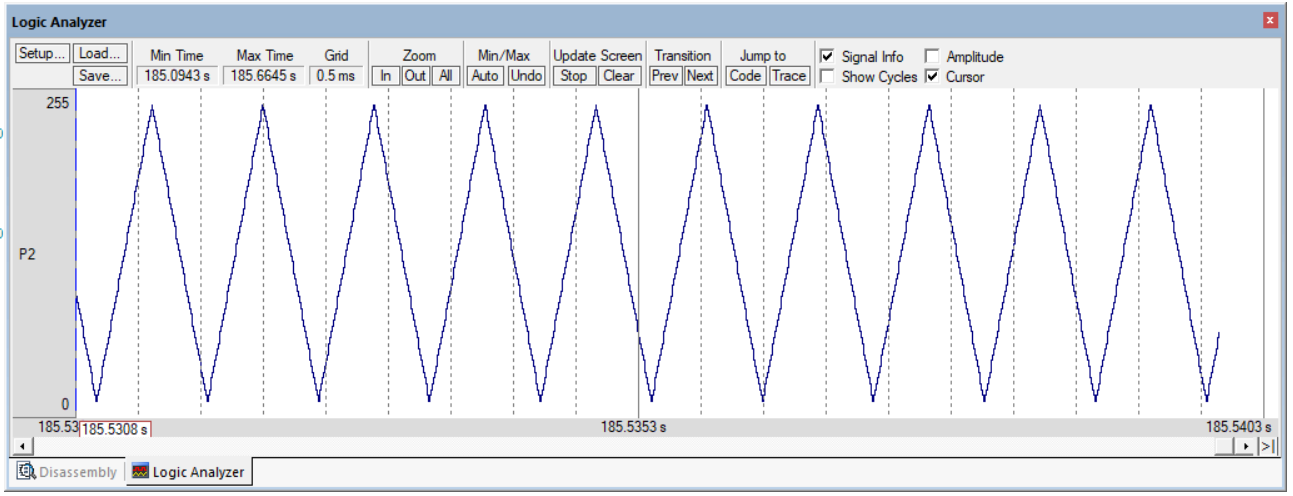 Logic Analyzer
Setup... Load... Min Time Max Time Grid Zoom Min/Max Update Screen Transition Jump to Signal Info Amplitude
Save... 185.0943 s 185.6645 s 0.5 ms In Out All Auto Undo Stop Clear Prev Next Code Trace Show Cycles Cursor
255
P2
0
185.53 185.5308 s 185.5353 s 185.5403 s
Disassembly Logic Analyzer